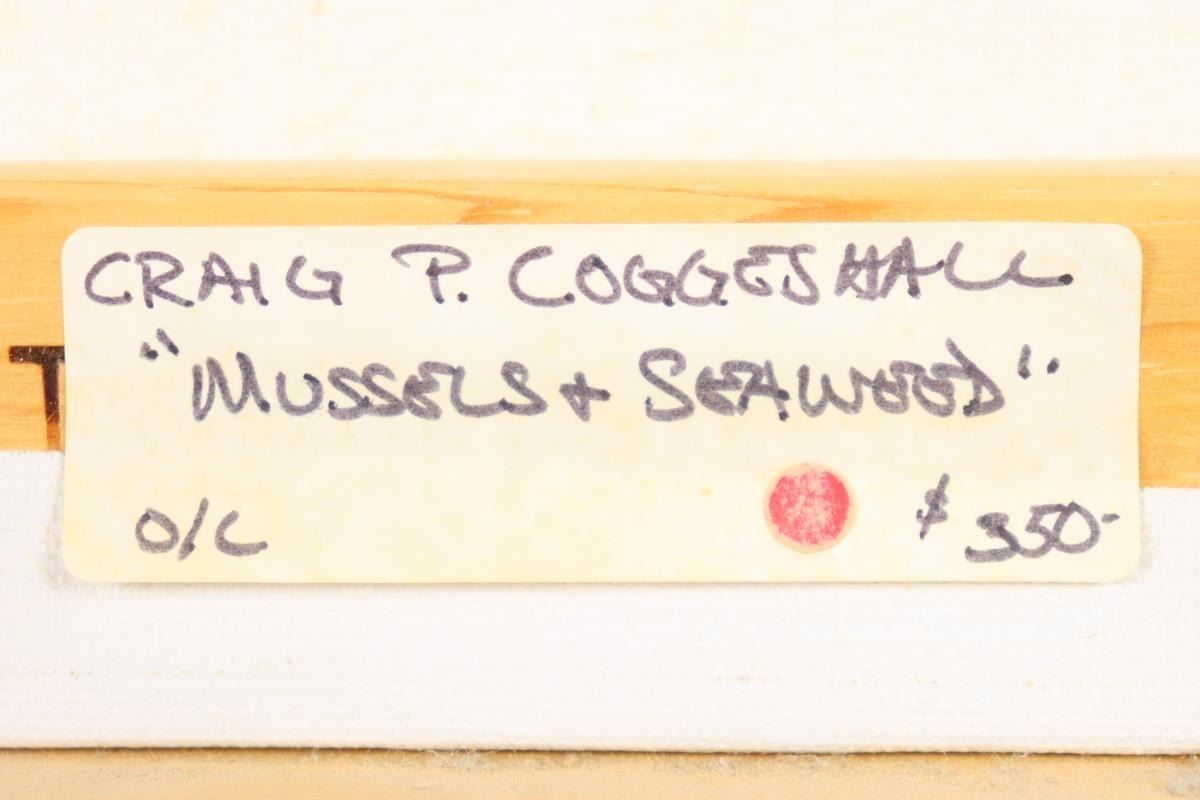 CRAIG P. COGGESHALL
"MUSSELS + SEAWEED"
T
O/C $350-